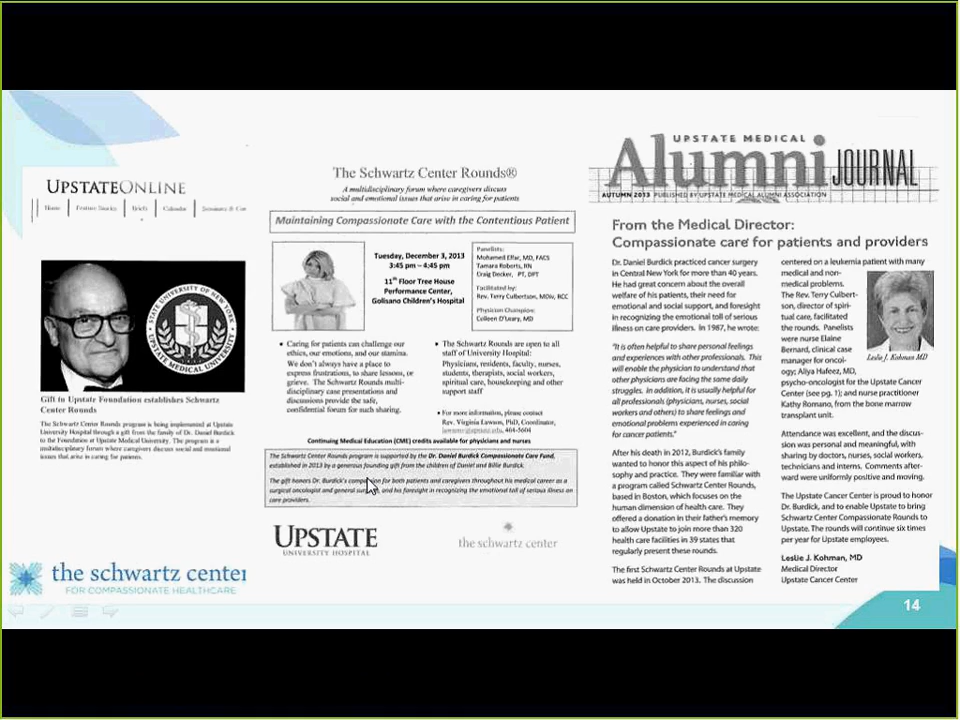 UPSTATEONLINE
Home
Feature Stories
Briefs
Calendar
STATE UNIVERSITY OF NEW YORK
UPSTATE MEDICAL UNIVERSITY
Gift to Upstate Foundation establishes Schwartz
Center Rounds
The Schwartz Center Rounds program is being implemented at Upstate
University Hospital through a gift from the family of Dr. Daniel Burdick
to the Foundation at Upstate Medical University. The program is a
multidisciplinary forum where caregivers discuss social and emotional
issues that arise in caring for patients.
the schwartz center
FOR COMPASSIONATE HEALTHCARE
The Schwartz Center Rounds®
A multidisciplinary forum where caregivers discuss
social and emotional issues that arise in caring for patients
Maintaining Compassionate Care with the Contentious Patient
Tuesday, December 3, 2013
3:45 pm – 4:45 pm
11th Floor Tree House
Performance Center,
Golisano Children's Hospital
Panelists:
Mohamed Elfar, MD, FACS
Tamara Roberts, RN
Craig Decker, PT, DPT
Facilitated by:
Rev. Terry Culbertson, MDiv, BCC
Physician Champion:
Colleen O'Leary, MD
• Caring for patients can challenge our
ethics, our emotions, and our stamina.
We don't always have a place to
express frustrations, to share lessons, or
grieve. The Schwartz Rounds multi-
disciplinary case presentations and
discussions provide the safe,
confidential forum for such sharing.
• The Schwartz Rounds are open to all
staff of University Hospital:
Physicians, residents, faculty, nurses,
students, therapists, social workers,
spiritual care, housekeeping and other
support staff
• For more information, please contact
Rev. Virginia Lawson, PhD, Coordinator,
464-5604
Continuing Medical Education (CME) credits available for physicians and nurses
The Schwartz Center Rounds program is supported by the Dr. Daniel Burdick Compassionate Care Fund,
established in 2013 by a generous founding gift from the children of Daniel and Billie Burdick.
The gift honors Dr. Burdick's compassion for both patients and caregivers throughout his medical career as a
surgical oncologist and general surgeon, and his foresight in recognizing the emotional toll of serious illness on
care providers.
UPSTATE
UNIVERSITY HOSPITAL
the schwartz center
UPSTATE MEDICAL
Alumni JOURNAL
AUTUMN 2013 PUBLISHED BY UPSTATE MEDICAL ALUMNI ASSOCIATION
From the Medical Director:
Compassionate care for patients and providers
Dr. Daniel Burdick practiced cancer surgery
in Central New York for more than 40 years.
He had great concern about the overall
welfare of his patients, their need for
emotional and social support, and foresight
in recognizing the emotional toll of serious
illness on care providers. In 1987, he wrote:
"It is often helpful to share personal feelings
and experiences with other professionals. This
will enable the physician to understand that
other physicians are facing the same daily
struggles. In addition, it is usually helpful for
all professionals (physicians, nurses, social
workers and others) to share feelings and
emotional problems experienced in caring
for cancer patients."
After his death in 2012, Burdick's family
wanted to honor this aspect of his philo-
sophy and practice. They were familiar with
a program called Schwartz Center Rounds,
based in Boston, which focuses on the
human dimension of health care. They
offered a donation in their father's memory
to allow Upstate to join more than 320
health care facilities in 39 states that
regularly present these rounds.
The first Schwartz Center Rounds at Upstate
was held in October 2013. The discussion
centered on a leukemia patient with many
medical and non-
medical problems.
The Rev. Terry Culbert-
son, director of spiri-
tual care, facilitated
the rounds. Panelists
were nurse Elaine
Bernard, clinical case
manager for oncol-
ogy; Aliya Hafeez, MD,
psycho-oncologist for the Upstate Cancer
Center (see pg. 1); and nurse practitioner
Kathy Romano, from the bone marrow
transplant unit.
Leslie J. Kohman MD
Attendance was excellent, and the discus-
sion was personal and meaningful, with
sharing by doctors, nurses, social workers,
technicians and interns. Comments after-
ward were uniformly positive and moving.
The Upstate Cancer Center is proud to honor
Dr. Burdick, and to enable Upstate to bring
Schwartz Center Compassionate Rounds to
Upstate. The rounds will continue six times
per year for Upstate employees.
Leslie J. Kohman, MD
Medical Director
Upstate Cancer Center
14